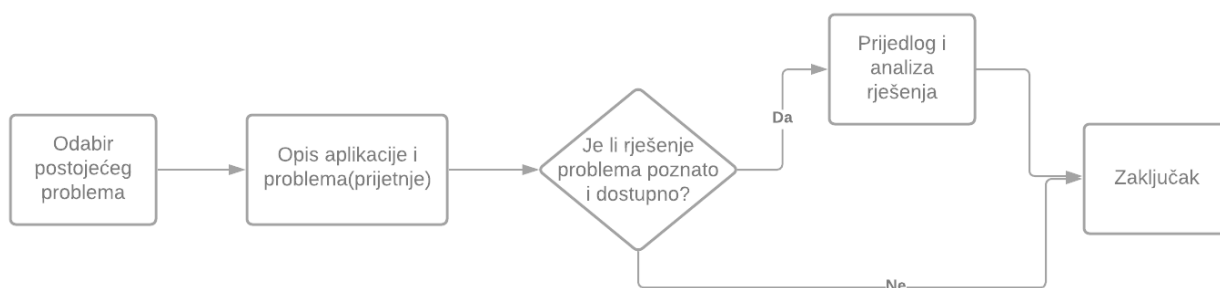 Odabir
postojećeg
problema
Opis aplikacije i
problema(prijetnje)
Je li rješenje
problema poznato
i dostupno?
Da
Prijedlog i
analiza
rješenja
Ne
Zaključak